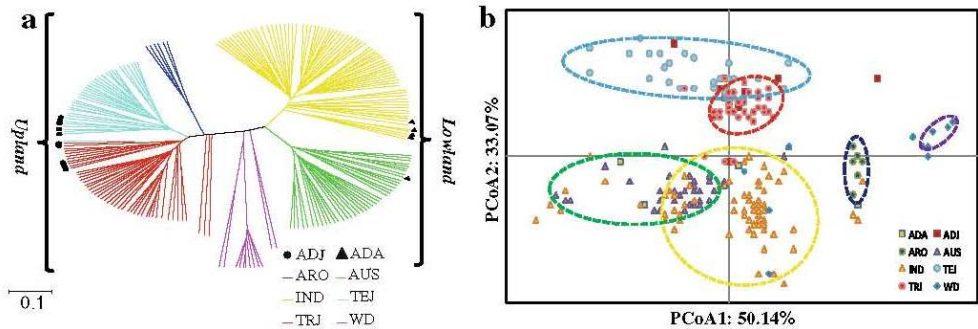 a
Upland
Lowland
ADJ ADA
ARO AUS
IND TEJ
TRJ WD
0.1
b
PCoA2: 33.07%
ADA ADJ
ARO AUS
IND TEJ
TRJ WD
PCoA1: 50.14%